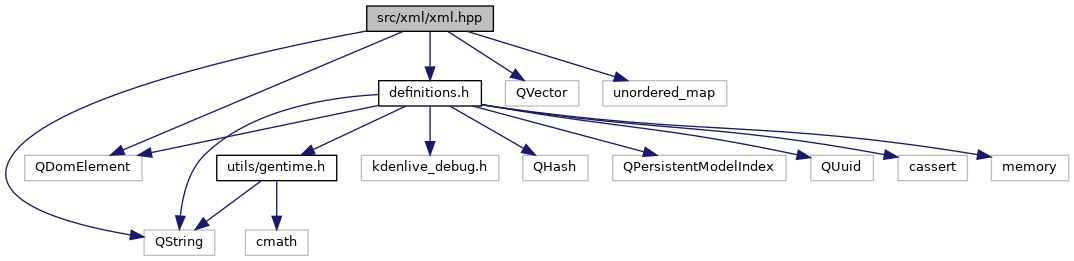 src/xml/xml.hpp
definitions.h
QVector
unordered_map
QDomElement
utils/gentime.h
kdenlive_debug.h
QHash
QPersistentModelIndex
QUuid
cassert
memory
QString
cmath